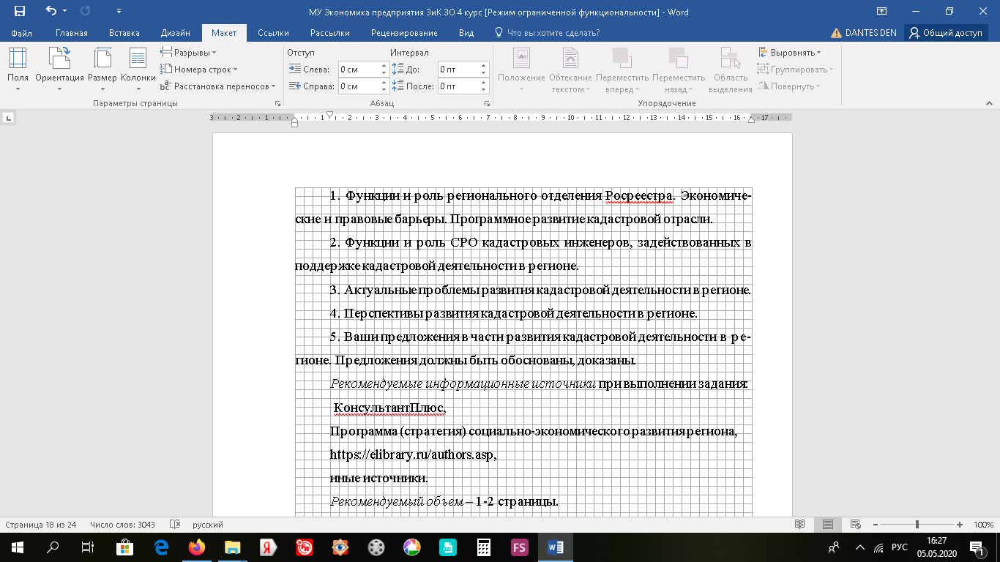 МУ Экономика предприятия ЗиК ЗО 4 курс [Режим ограниченной функциональности] - Word
Файл Главная Вставка Дизайн Макет Ссылки Рассылки Рецензирование Вид Что вы хотите сделать? DANTES DEN Общий доступ
Поля Ориентация Размер Колонки
Разрывы
Номера строк
Расстановка переносов
Параметры страницы
Отступ Интервал
Слева: 0 см До: 0 пт
Справа: 0 см После: 0 пт
Абзац
Положение Обтекание текстом Переместить вперед Переместить назад Область выделения
Выровнять
Группировать
Повернуть
Упорядочение
3 2 1 1 2 3 4 5 6 7 8 9 10 11 12 13 14 15 16 17
1. Функции и роль регионального отделения Росреестра. Экономиче-
ские и правовые барьеры. Программное развитие кадастровой отрасли.
2. Функции и роль СРО кадастровых инженеров, задействованных в
поддержке кадастровой деятельности в регионе.
3. Актуальные проблемы развития кадастровой деятельности в регионе.
4. Перспективы развития кадастровой деятельности в регионе.
5. Ваши предложения в части развития кадастровой деятельности в ре-
гионе. Предложения должны быть обоснованы, доказаны.
Рекомендуемые информационные источники при выполнении задания:
КонсультантПлюс,
Программа (стратегия) социально-экономического развития региона,
https://elibrary.ru/authors.asp,
иные источники.
Рекомендуемый объем – 1-2 страницы.
Страница 18 из 24 Число слов: 3043 русский 100%
FS РУС 16:27
05.05.2020 1